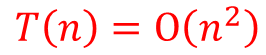 T(n) = O(n²)